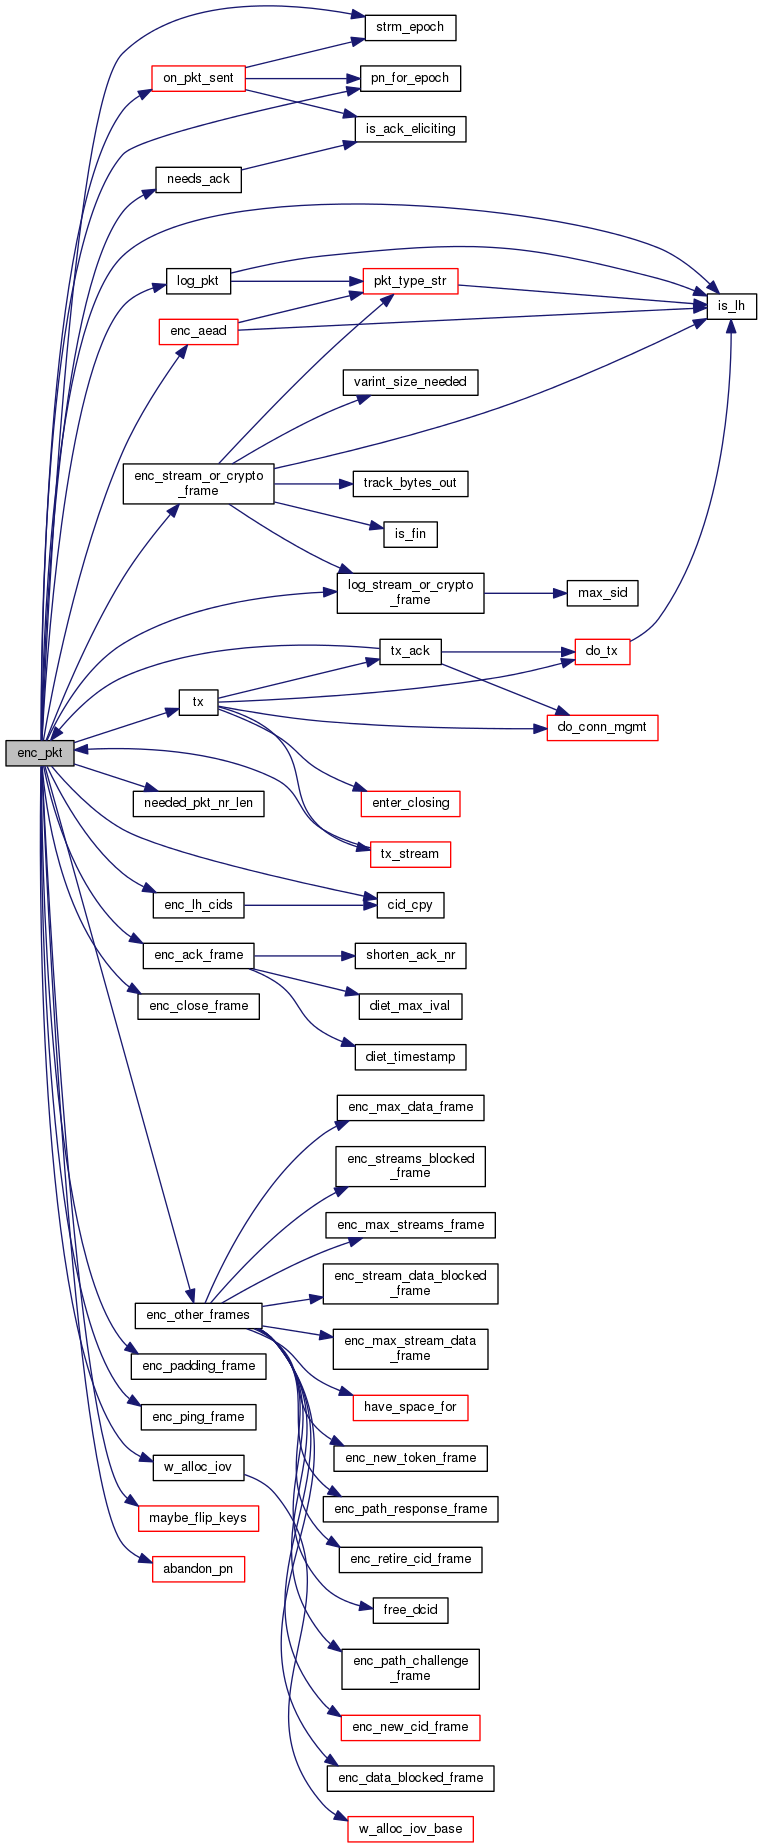 strm_epoch
on_pkt_sent
pn_for_epoch
is_ack_eliciting
needs_ack
log_pkt
pkt_type_str
is_lh
enc_aead
varint_size_needed
enc_stream_or_crypto
_frame
track_bytes_out
is_fin
log_stream_or_crypto
_frame
max_sid
tx_ack
do_tx
tx
do_conn_mgmt
enc_pkt
needed_pkt_nr_len
enter_closing
tx_stream
enc_lh_cids
cid_cpy
enc_ack_frame
shorten_ack_nr
enc_close_frame
diet_max_ival
diet_timestamp
enc_max_data_frame
enc_streams_blocked
_frame
enc_max_streams_frame
enc_stream_data_blocked
_frame
enc_other_frames
enc_max_stream_data
_frame
enc_padding_frame
have_space_for
enc_ping_frame
enc_new_token_frame
w_alloc_iov
enc_path_response_frame
maybe_flip_keys
enc_retire_cid_frame
abandon_pn
free_dcid
enc_path_challenge
_frame
enc_new_cid_frame
enc_data_blocked_frame
w_alloc_iov_base